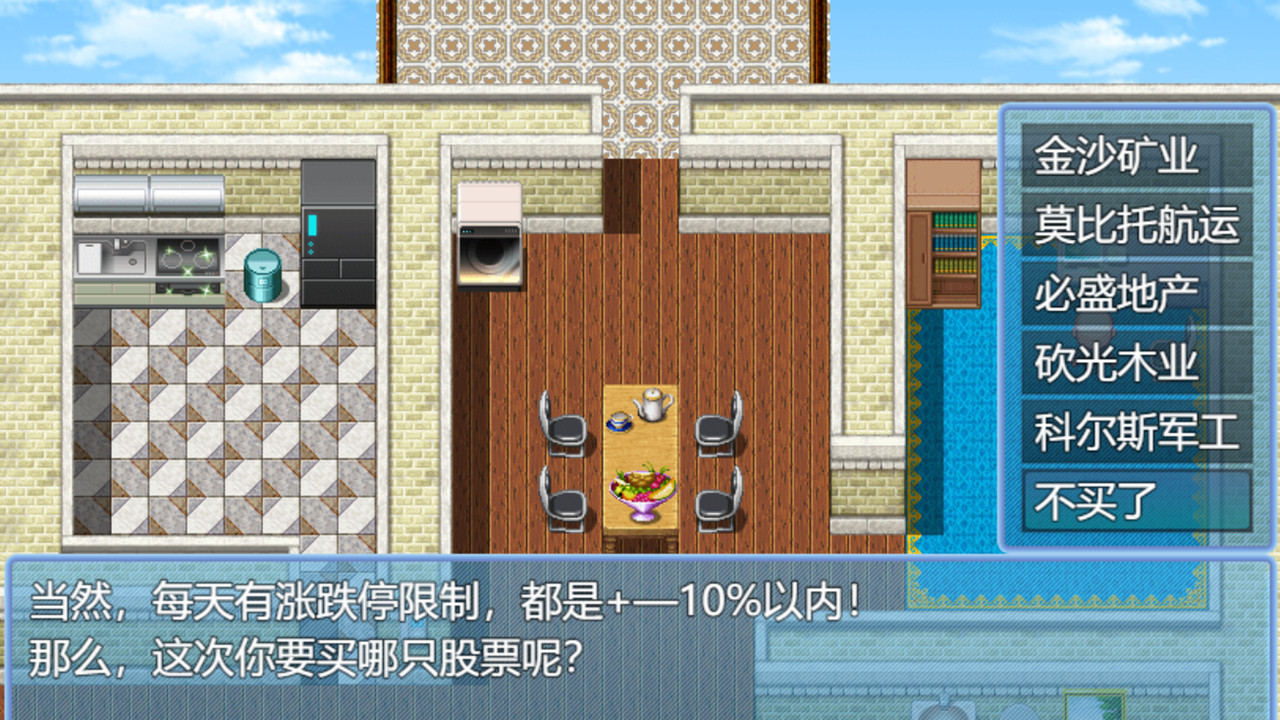 金沙矿业
莫比托航运
必盛地产
砍光木业
科尔斯军工
不买了
当然，每天有涨跌停限制，都是+—10%以内！
那么，这次你要买哪只股票呢？